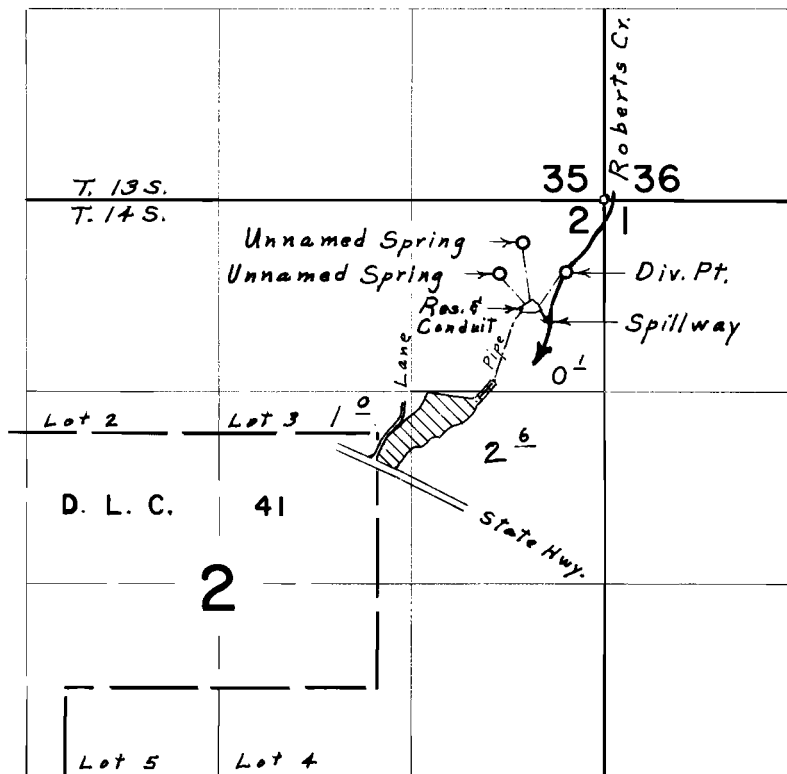 Roberts Cr.
T. 13 S.
35 36
T. 14 S.
2 1
Unnamed Spring
Unnamed Spring
Div. Pt.
Res. &
Conduit
Spillway
Pipe
Lane
0 1
Lot 2
Lot 3
1 0
2 6
D. L. C. 41
State Hwy.
2
Lot 5
Lot 4